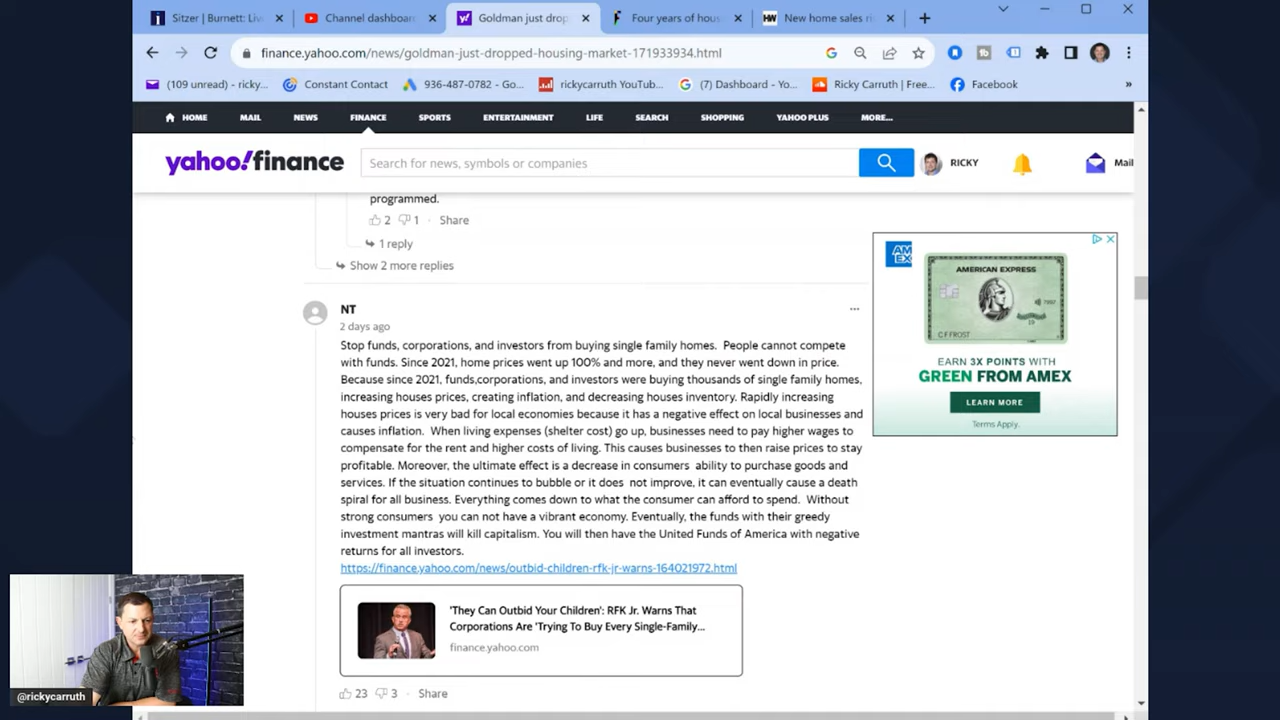 Sitzer | Burnett: Liv
Channel dashboar
Goldman just drop
Four years of hous
New home sales ri
finance.yahoo.com/news/goldman-just-dropped-housing-market-171933934.html
(109 unread) - ricky...
Constant Contact
936-487-0782 - Go...
rickycarruth YouTub...
(7) Dashboard - Yo...
Ricky Carruth | Free...
Facebook
»
HOME
MAIL
NEWS
FINANCE
SPORTS
ENTERTAINMENT
LIFE
SEARCH
SHOPPING
YAHOO PLUS
MORE...
yahoo!finance
Search for news, symbols or companies
RICKY
Mail
programmed.
2 1 · Share
1 reply
Show 2 more replies
NT
2 days ago
Stop funds, corporations, and investors from buying single family homes. People cannot compete
with funds. Since 2021, home prices went up 100% and more, and they never went down in price.
Because since 2021, funds,corporations, and investors were buying thousands of single family homes,
increasing houses prices, creating inflation, and decreasing houses inventory. Rapidly increasing
houses prices is very bad for local economies because it has a negative effect on local businesses and
causes inflation. When living expenses (shelter cost) go up, businesses need to pay higher wages to
compensate for the rent and higher costs of living. This causes businesses to then raise prices to stay
profitable. Moreover, the ultimate effect is a decrease in consumers ability to purchase goods and
services. If the situation continues to bubble or it does not improve, it can eventually cause a death
spiral for all business. Everything comes down to what the consumer can afford to spend. Without
strong consumers you can not have a vibrant economy. Eventually, the funds with their greedy
investment mantras will kill capitalism. You will then have the United Funds of America with negative
returns for all investors.
https://finance.yahoo.com/news/outbid-children-rfk-jr-warns-164021972.html
'They Can Outbid Your Children': RFK Jr. Warns That
Corporations Are 'Trying To Buy Every Single-Family...
finance.yahoo.com
23 3 Share
AM
EX
AMERICAN EXPRESS
C F FROST
EARN 3X POINTS WITH
GREEN FROM AMEX
LEARN MORE
Terms Apply.
@rickycarruth